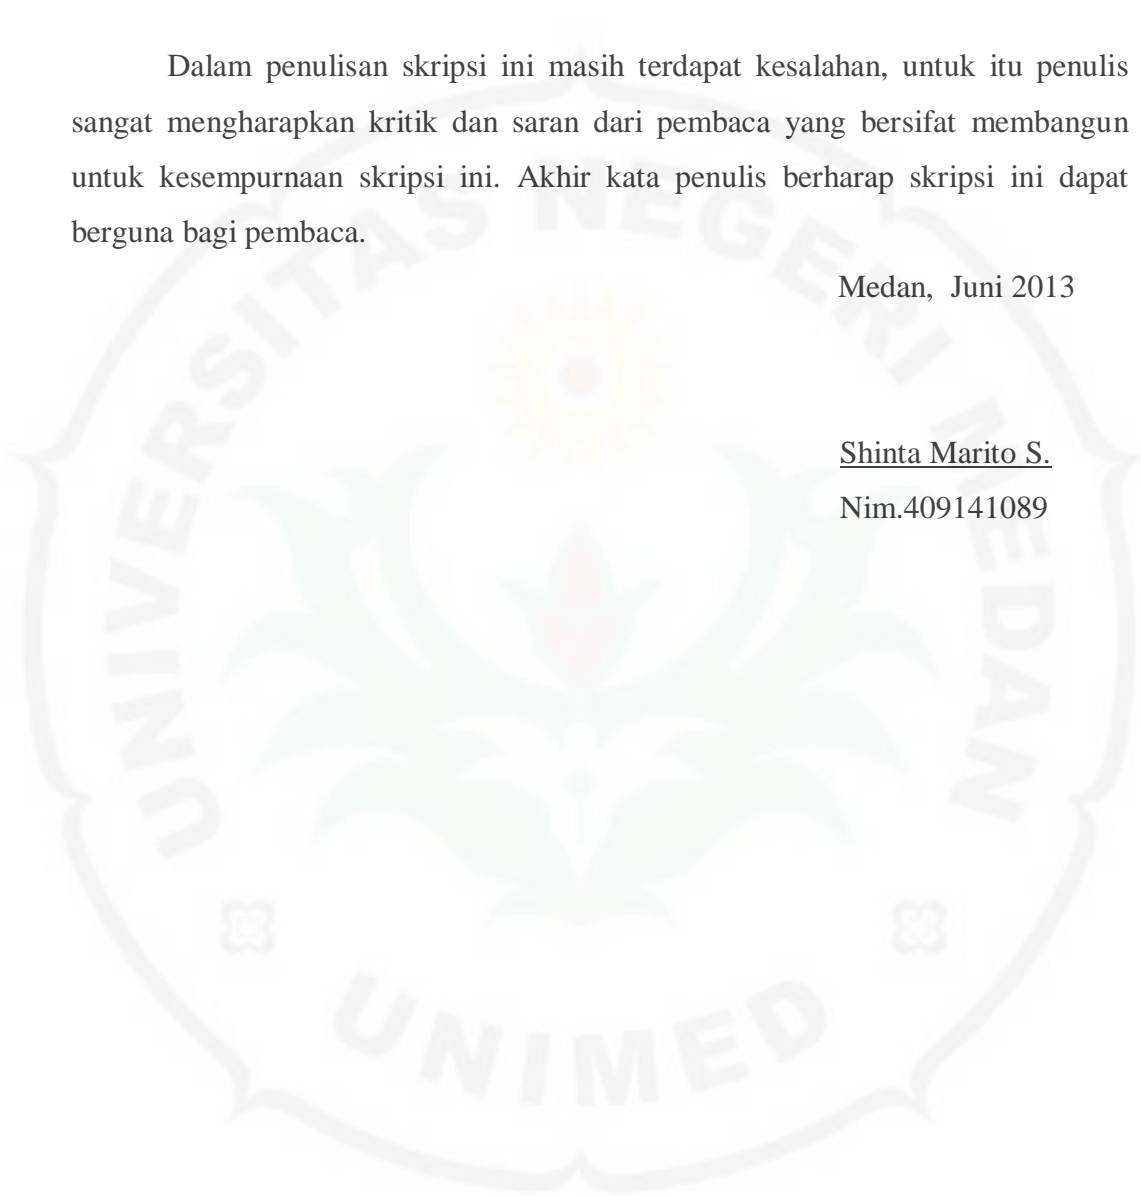 Dalam penulisan skripsi ini masih terdapat kesalahan, untuk itu penulis
sangat mengharapkan kritik dan saran dari pembaca yang bersifat membangun
untuk kesempurnaan skripsi ini. Akhir kata penulis berharap skripsi ini dapat
berguna bagi pembaca.
Medan, Juni 2013
Shinta Marito S.
Nim.409141089
UNIVERSITAS NEGERI MEDAN
UNIMED